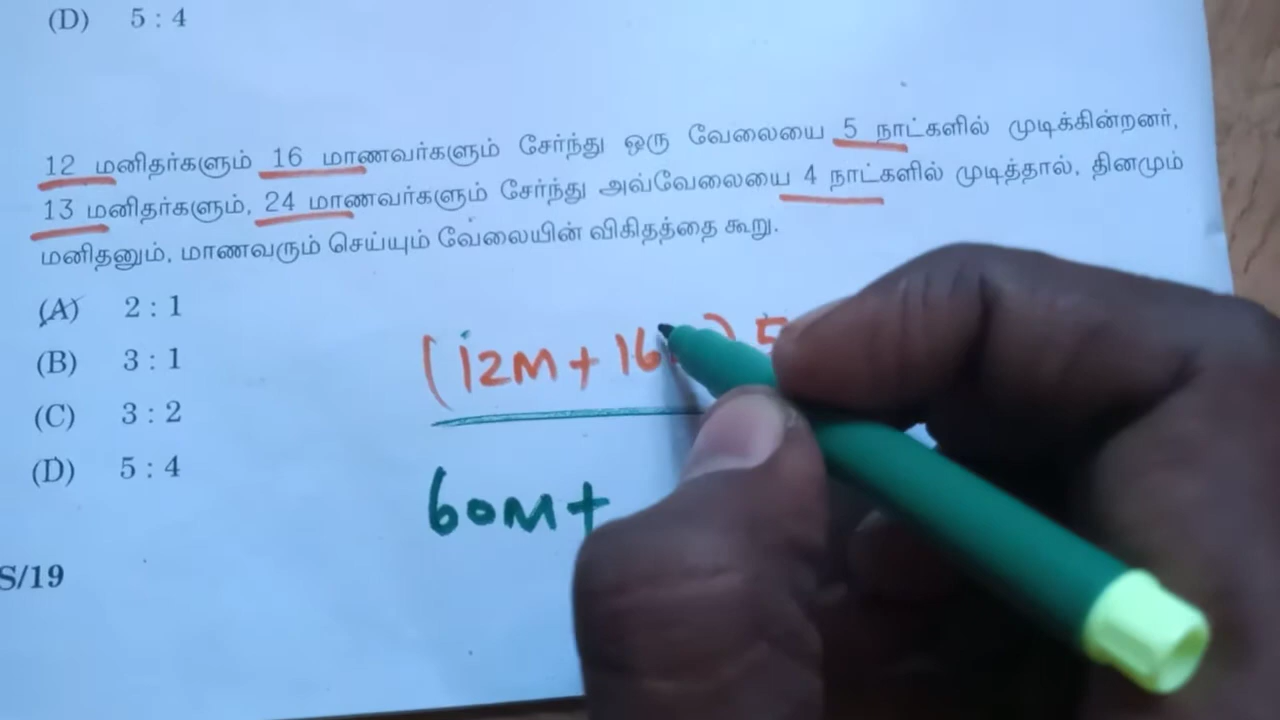 (D) 5 : 4
12 மனிதர்களும் 16 மாணவர்களும் சேர்ந்து ஒரு வேலையை 5 நாட்களில் முடிக்கின்றனர்,
13 மனிதர்களும், 24 மாணவர்களும் சேர்ந்து அவ்வேலையை 4 நாட்களில் முடித்தால், தினமும்
மனிதனும், மாணவரும் செய்யும் வேலையின் விகிதத்தை கூறு.
(A) 2 : 1
(B) 3 : 1
(C) 3 : 2
(D) 5 : 4
(12M + 16 ) 5
60M +
S/19